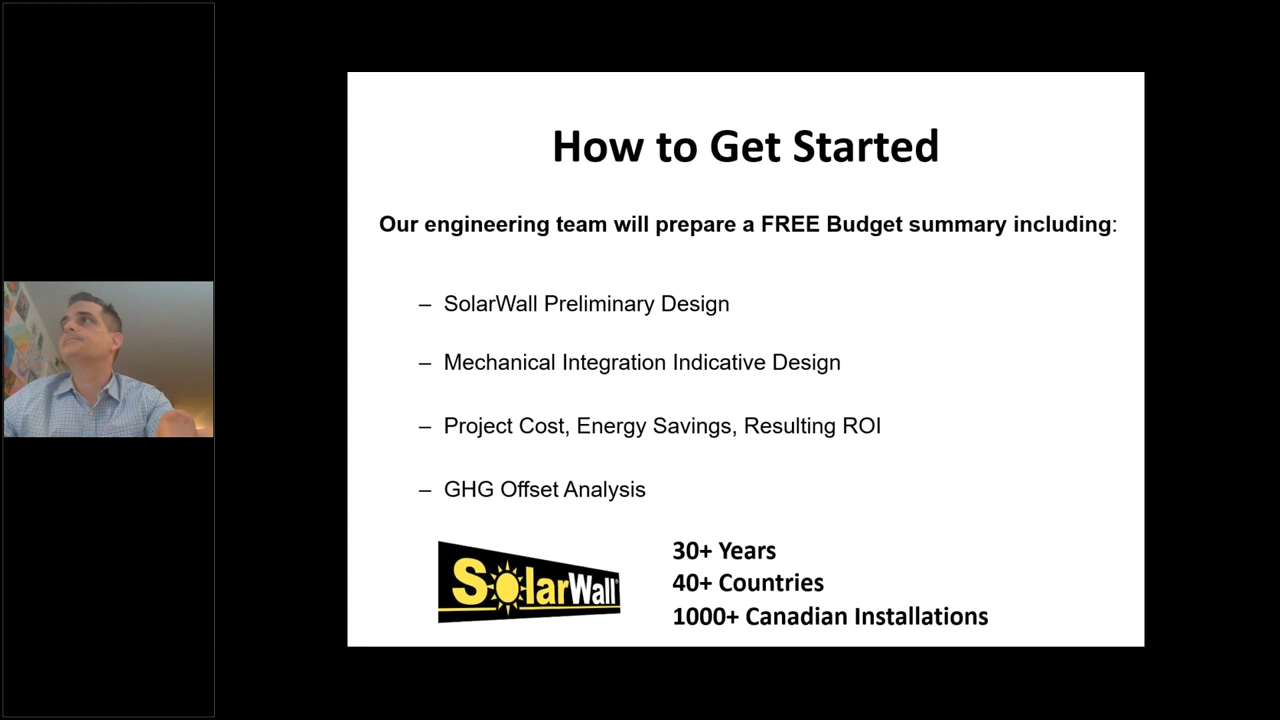 How to Get Started
Our engineering team will prepare a FREE Budget summary including:
– SolarWall Preliminary Design
– Mechanical Integration Indicative Design
– Project Cost, Energy Savings, Resulting ROI
– GHG Offset Analysis
SolarWall®
30+ Years
40+ Countries
1000+ Canadian Installations